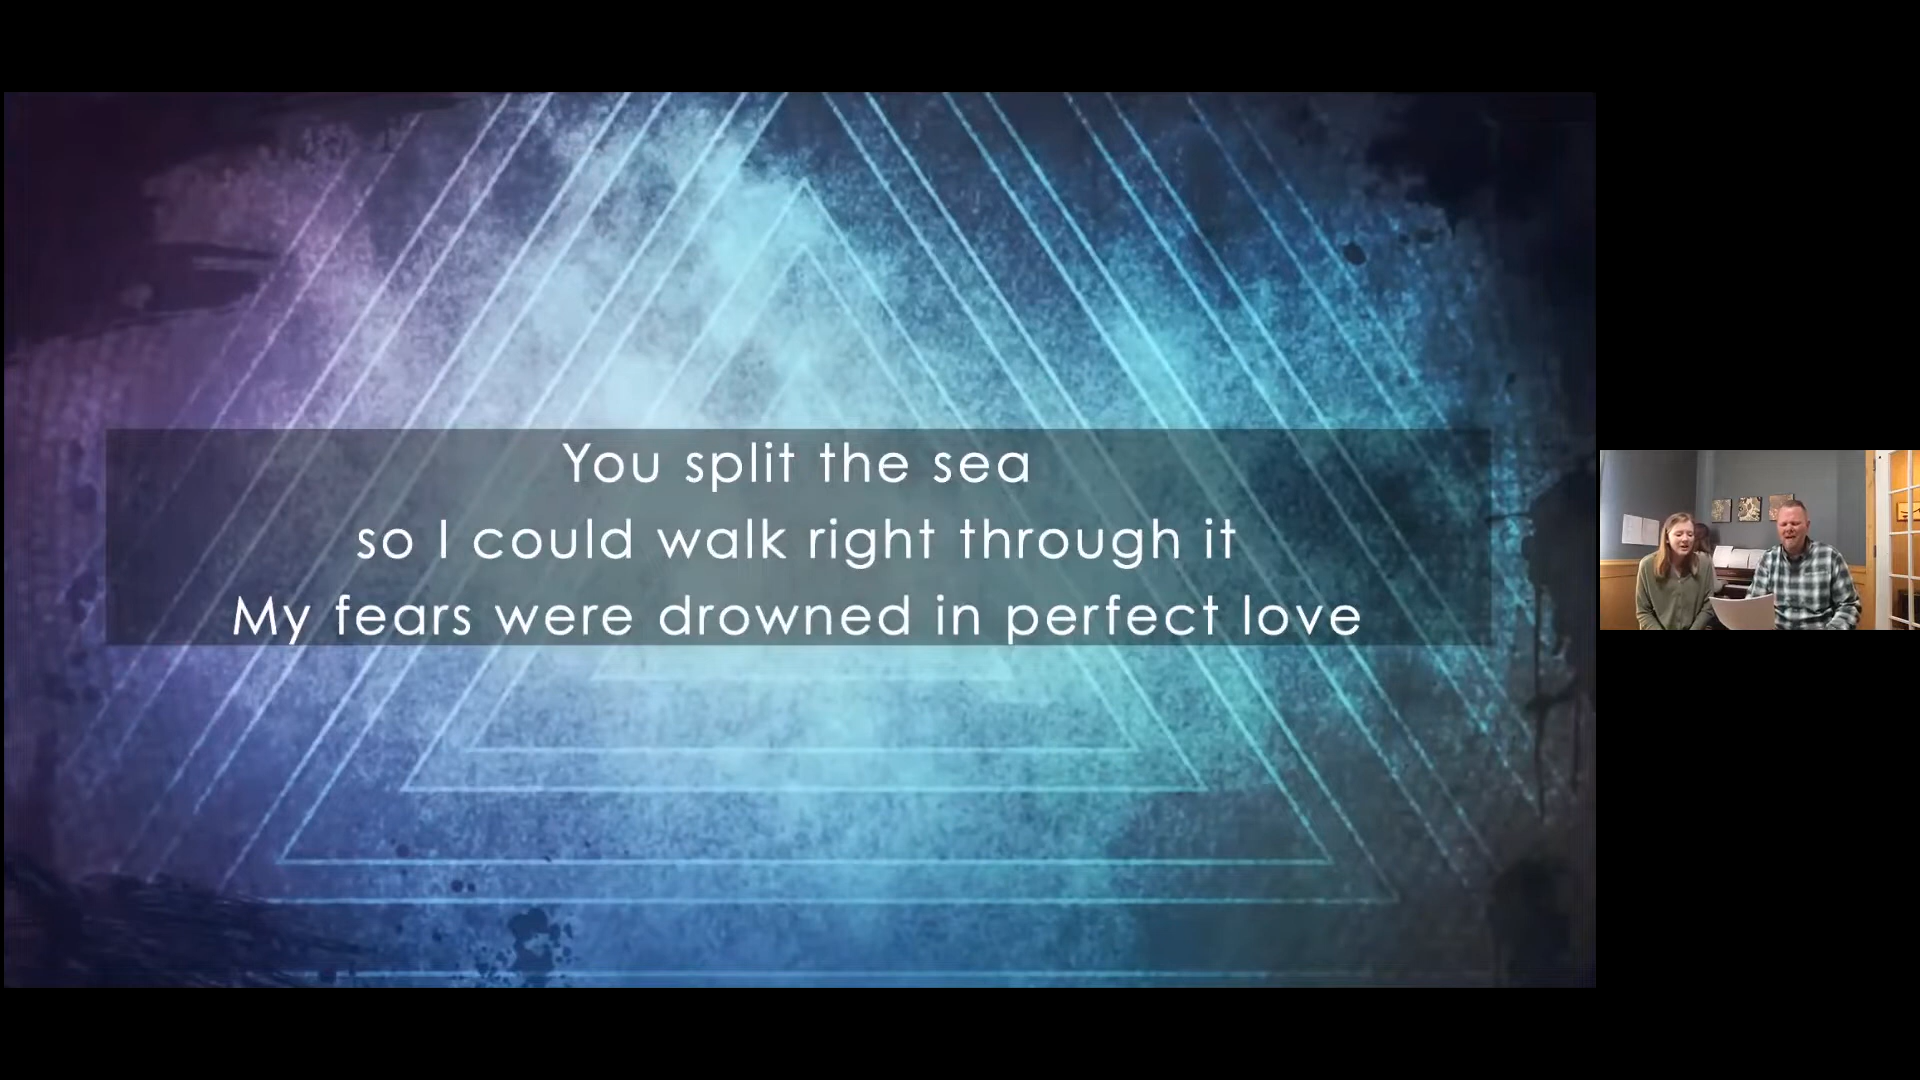 You split the sea
so I could walk right through it
My fears were drowned in perfect love